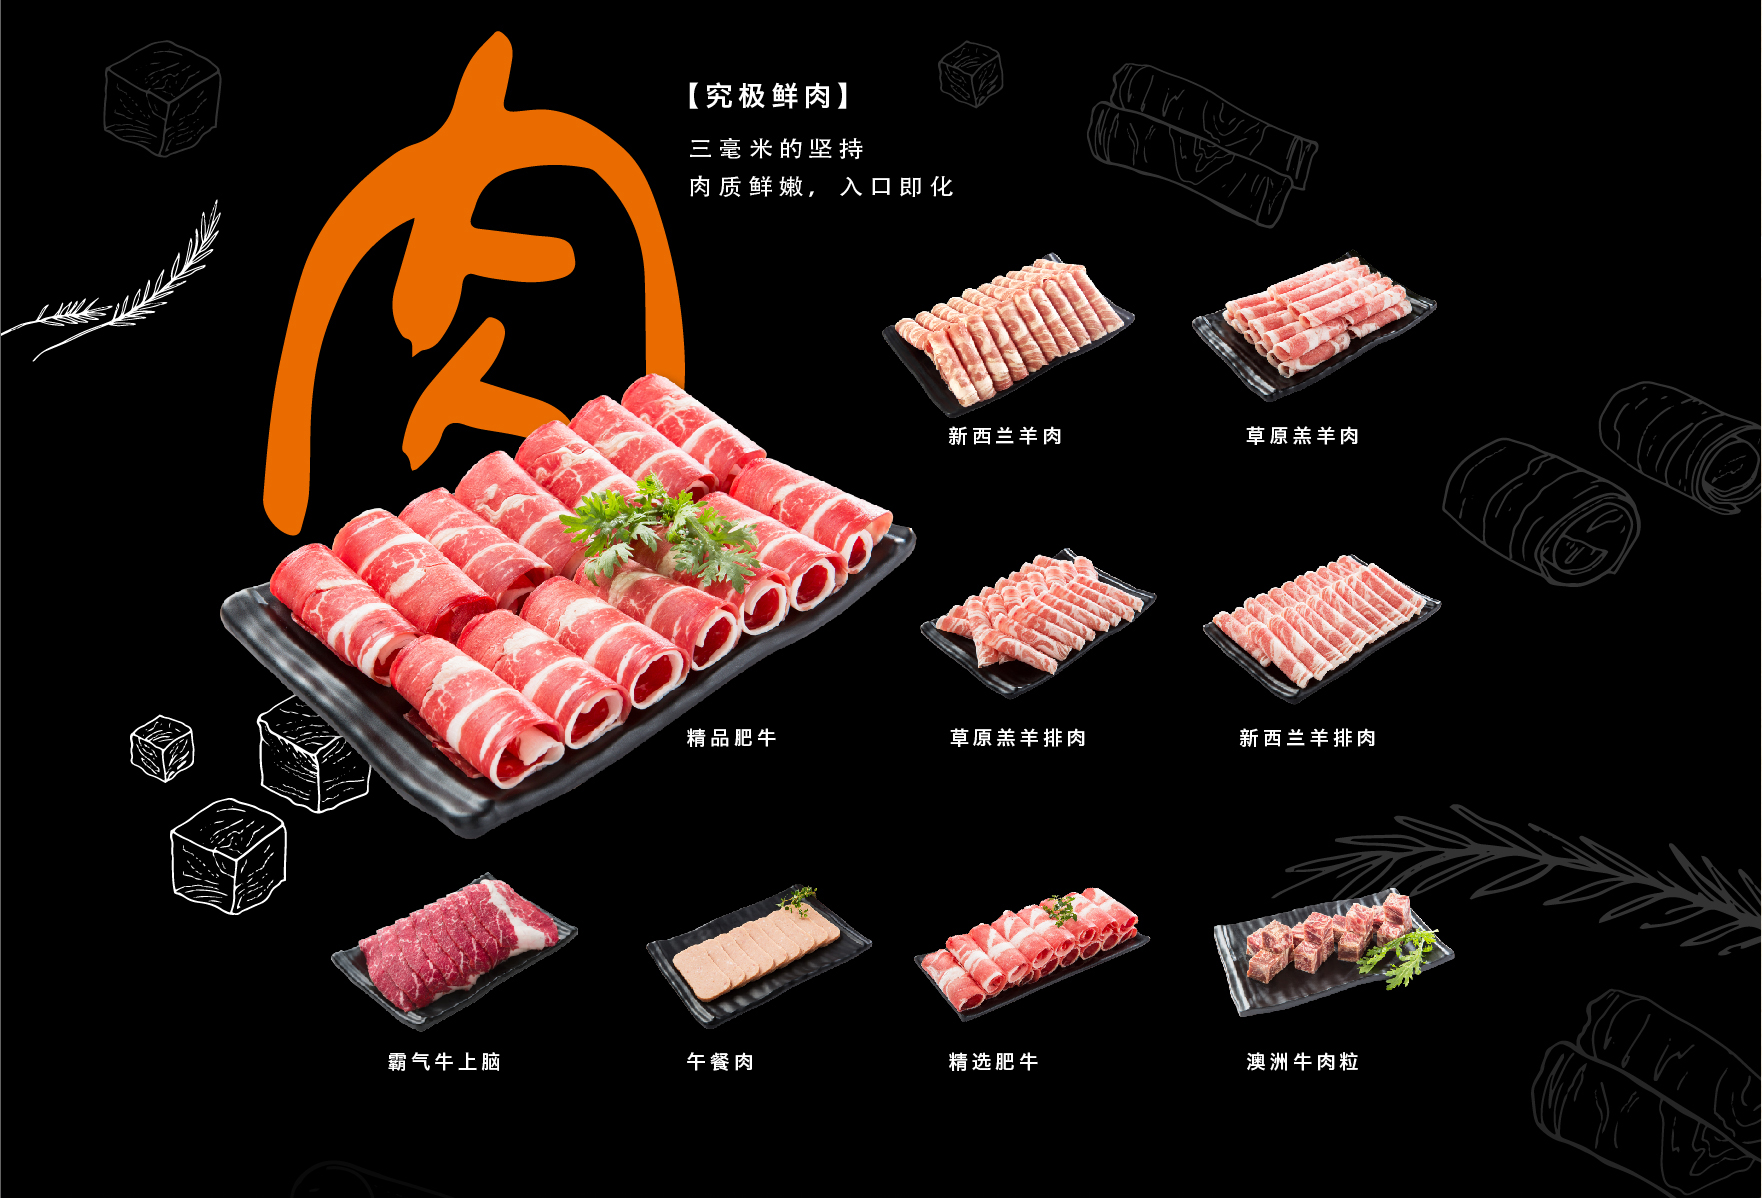 肉
【究极鲜肉】
三毫米的坚持
肉质鲜嫩，入口即化
新西兰羊肉
草原羔羊肉
精品肥牛
草原羔羊排肉
新西兰羊排肉
霸气牛上脑
午餐肉
精选肥牛
澳洲牛肉粒